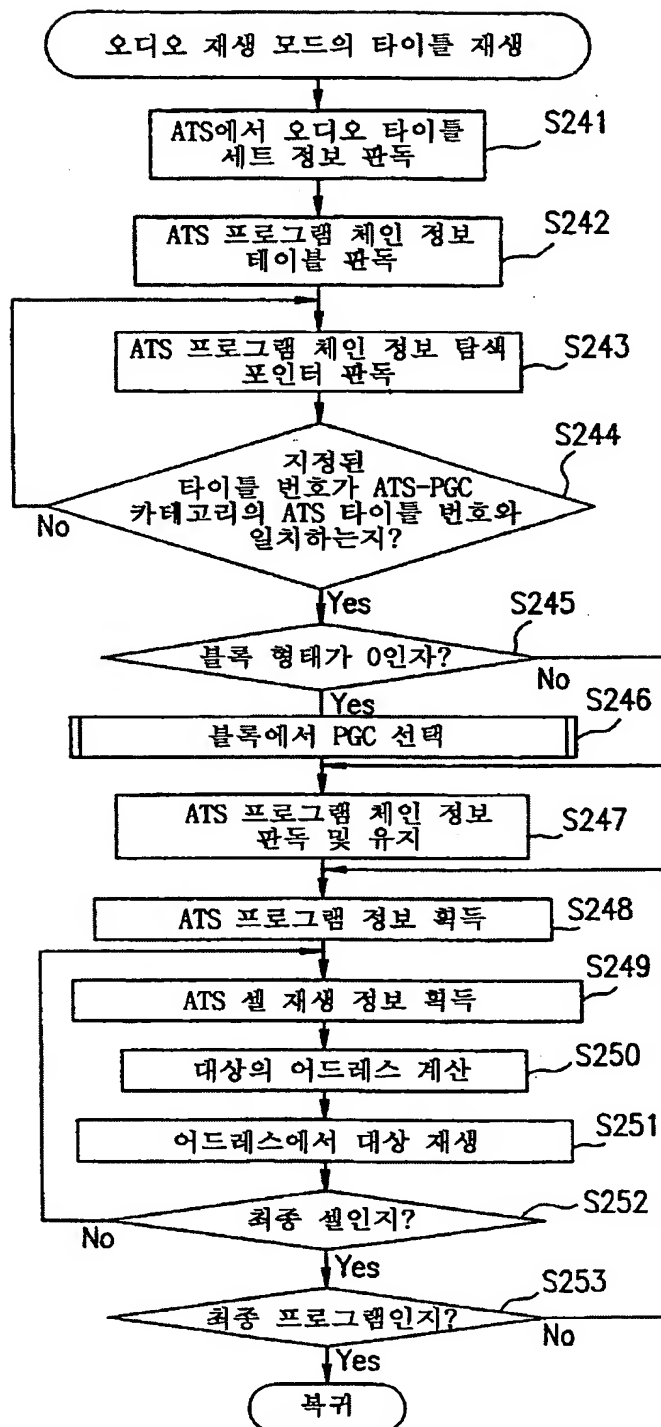 오디오 재생 모드의 타이틀 재생
ATS에서 오디오 타이틀
세트 정보 판독
S241
ATS 프로그램 체인 정보
테이블 판독
S242
ATS 프로그램 체인 정보 탐색
포인터 판독
S243
지정된
타이틀 번호가 ATS-PGC
카테고리의 ATS 타이틀 번호와
일치하는지?
S244
No
Yes
블록 형태가 0인자?
S245
No
Yes
블록에서 PGC 선택
S246
ATS 프로그램 체인 정보
판독 및 유지
S247
ATS 프로그램 정보 획득
S248
ATS 셀 재생 정보 획득
S249
대상의 어드레스 계산
S250
어드레스에서 대상 재생
S251
최종 셀인지?
S252
No
Yes
최종 프로그램인지?
S253
No
Yes
복귀